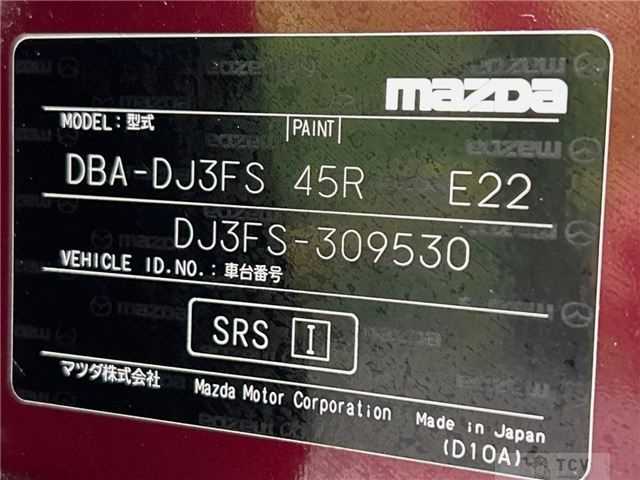 mazda
MODEL: 型式 |PAINT|
DBA-DJ3FS 45R E22
DJ3FS-309530
VEHICLE ID.NO.: 車台番号
SRS I
マツダ株式会社 Mazda Motor Corporation Made in Japan
(D10A)
TCV